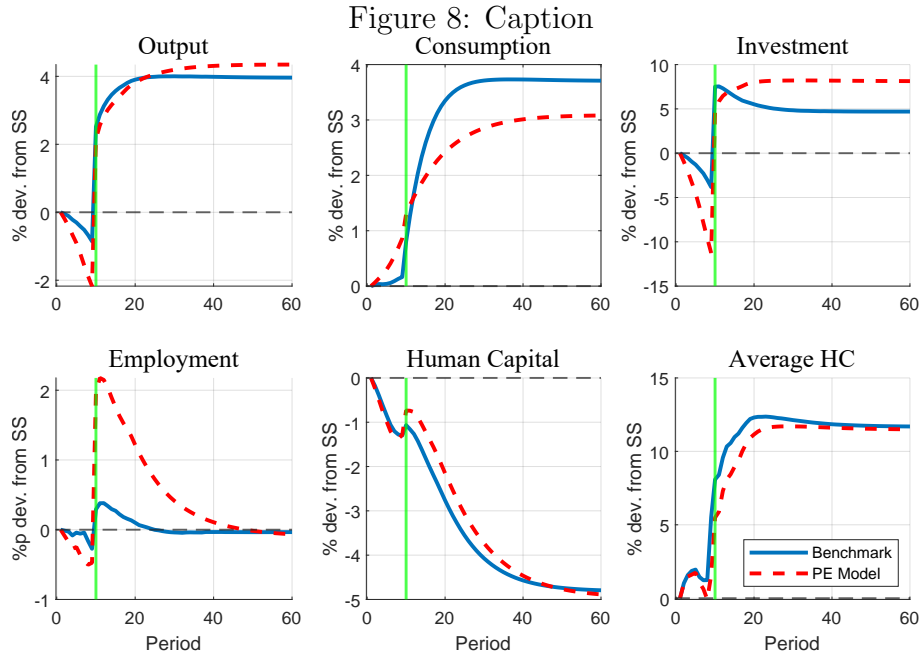 Figure 8: Caption
Output Consumption Investment
% dev. from SS
4
2
0
-2
0 20 40 60
% dev. from SS
4
3
2
1
0
0 20 40 60
% dev. from SS
10
5
0
-5
-10
-15
0 20 40 60
Employment Human Capital Average HC
%p dev. from SS
2
1
0
-1
0 20 40 60
Period
% dev. from SS
0
-1
-2
-3
-4
-5
0 20 40 60
Period
% dev. from SS
15
10
5
0
0 20 40 60
Period
Benchmark
PE Model